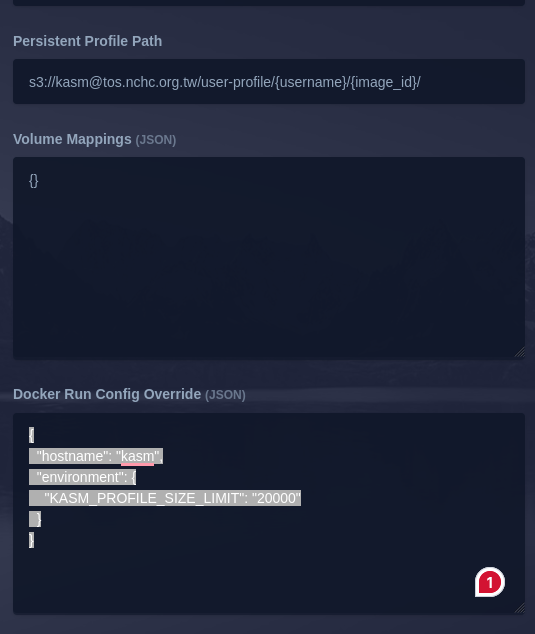 Persistent Profile Path
s3://kasm@tos.nchc.org.tw/user-profile/{username}/{image_id}/
Volume Mappings (JSON)
{}
Docker Run Config Override (JSON)
{
  "hostname": "kasm",
  "environment": {
    "KASM_PROFILE_SIZE_LIMIT": "20000"
  }
}
1